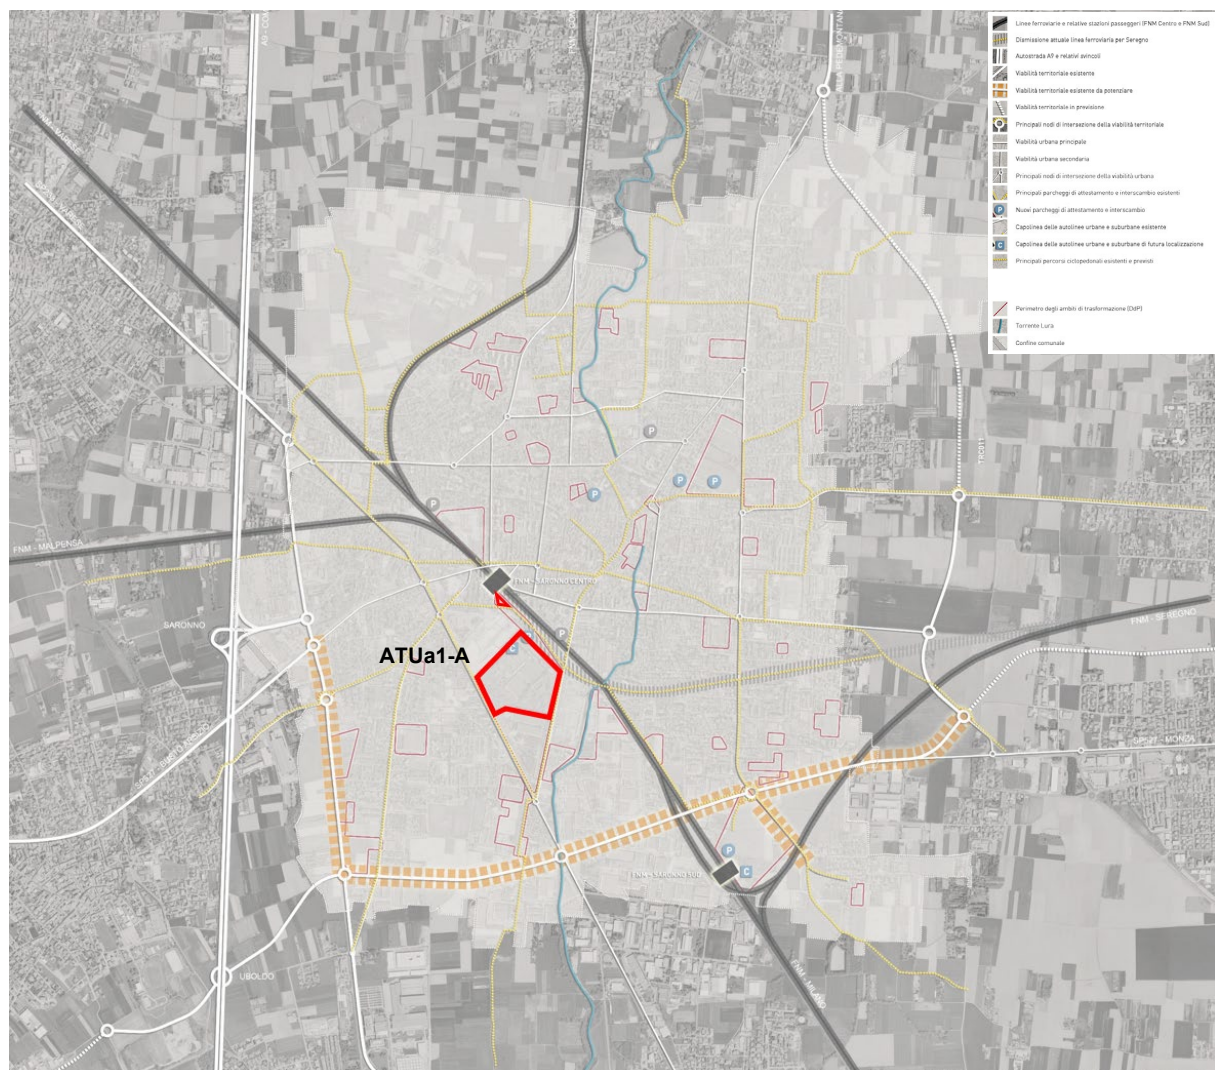 Linee ferroviarie e relative stazioni passeggeri (FNM Centro e FNM Sud)
Dismissione attuale linea ferroviaria per Seregno
Autostrada A9 e relativi svincoli
Viabilità territoriale esistente
Viabilità territoriale esistente da potenziare
Viabilità territoriale in previsione
Principali nodi di intersezione della viabilità territoriale
Viabilità urbana principale
Viabilità urbana secondaria
Principali nodi di intersezione della viabilità urbana
Principali parcheggi di attestamento e interscambio esistenti
P
Nuovi parcheggi di attestamento e interscambio
Capolinea delle autolinee urbane e suburbane esistente
C
Capolinea delle autolinee urbane e suburbane di futura localizzazione
Principali percorsi ciclopedonali esistenti e previsti
Perimetro degli ambiti di trasformazione (DdP)
Torrente Lura
Confine comunale
P
P
P
P
P
TRCO11
FNM - MALPENSA
FNM - SARONNO CENTRO
FNM - SEREGNO
SARONNO
P
C
ATUa1-A
SP527 - MONZA
P
C
FNM - SARONNO SUD
FNM - MILANO
UBOLDO